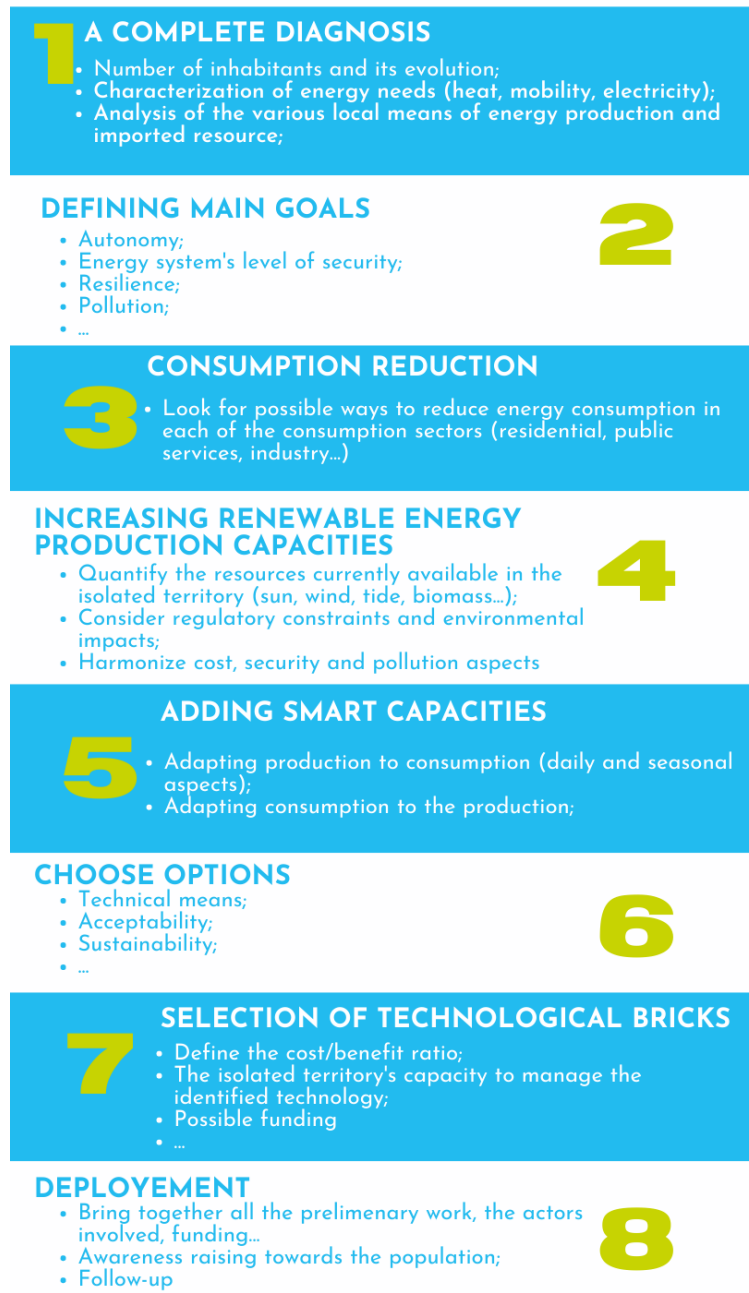 1
A COMPLETE DIAGNOSIS
• Number of inhabitants and its evolution;
• Characterization of energy needs (heat, mobility, electricity);
• Analysis of the various local means of energy production and
imported resource;
DEFINING MAIN GOALS
2
• Autonomy;
• Energy system's level of security;
• Resilience;
• Pollution;
• ...
CONSUMPTION REDUCTION
3
• Look for possible ways to reduce energy consumption in
each of the consumption sectors (residential, public
services, industry...)
INCREASING RENEWABLE ENERGY
PRODUCTION CAPACITIES
4
• Quantify the resources currently available in the
isolated territory (sun, wind, tide, biomass...);
• Consider regulatory constraints and environmental
impacts;
• Harmonize cost, security and pollution aspects
ADDING SMART CAPACITIES
5
• Adapting production to consumption (daily and seasonal
aspects);
• Adapting consumption to the production;
CHOOSE OPTIONS
• Technical means;
• Acceptability;
• Sustainability;
• ...
6
SELECTION OF TECHNOLOGICAL BRICKS
7
• Define the cost/benefit ratio;
• The isolated territory's capacity to manage the
identified technology;
• Possible funding
• ...
DEPLOYEMENT
• Bring together all the prelimenary work, the actors
involved, funding...
• Awareness raising towards the population;
• Follow-up
8